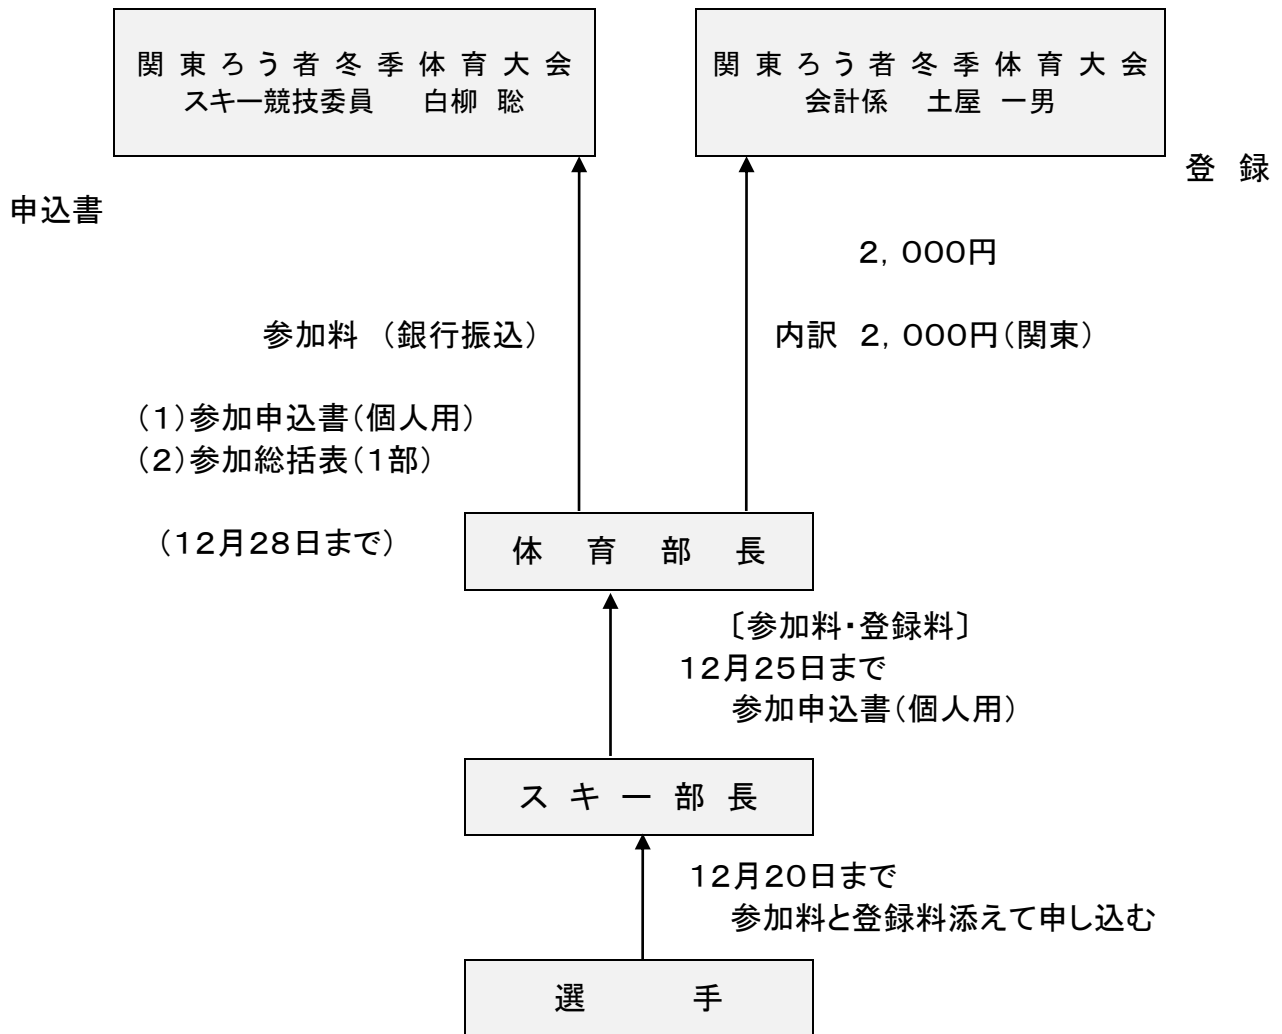 関東ろう者冬季体育大会
スキー競技委員　白柳　聡
関東ろう者冬季体育大会
会計係　土屋　一男
登　録
申込書
２，０００円
参加料　（銀行振込）
内訳　２，０００円（関東）
（１）参加申込書（個人用）
（２）参加総括表（１部）
（１２月２８日まで）
体　育　部　長
〔参加料・登録料〕
１２月２５日まで
参加申込書（個人用）
スキー部長
１２月２０日まで
参加料と登録料添えて申し込む
選　手